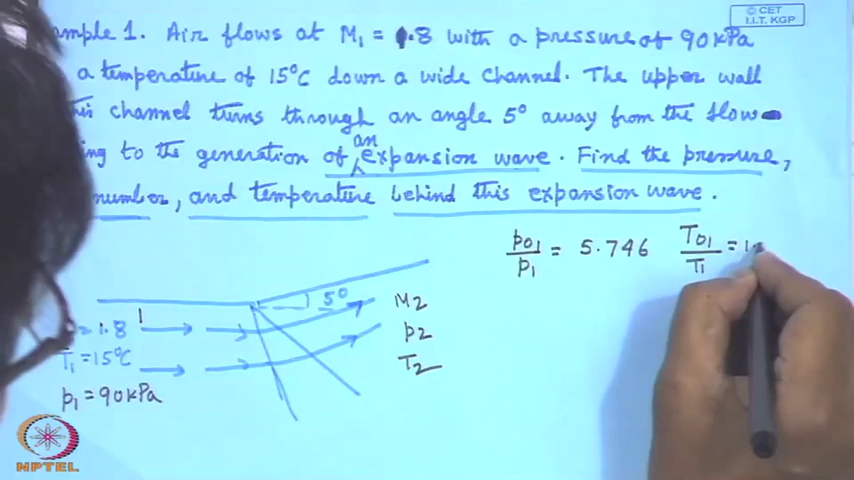 © CET
I.I.T. KGP
ample 1. Air flows at M₁ = 1.8 with a pressure of 90 kPa
a temperature of 15°C down a wide channel. The upper wall
this channel turns through an angle 5° away from the flow
ing to the generation of an expansion wave. Find the pressure,
number, and temperature behind this expansion wave.
p₀₁/p₁ = 5.746 T₀₁/T₁ = 1.
5°
M₂
= 1.8 1
p₂
T₁ = 15°C
T₂
p₁ = 90 kPa
NPTEL